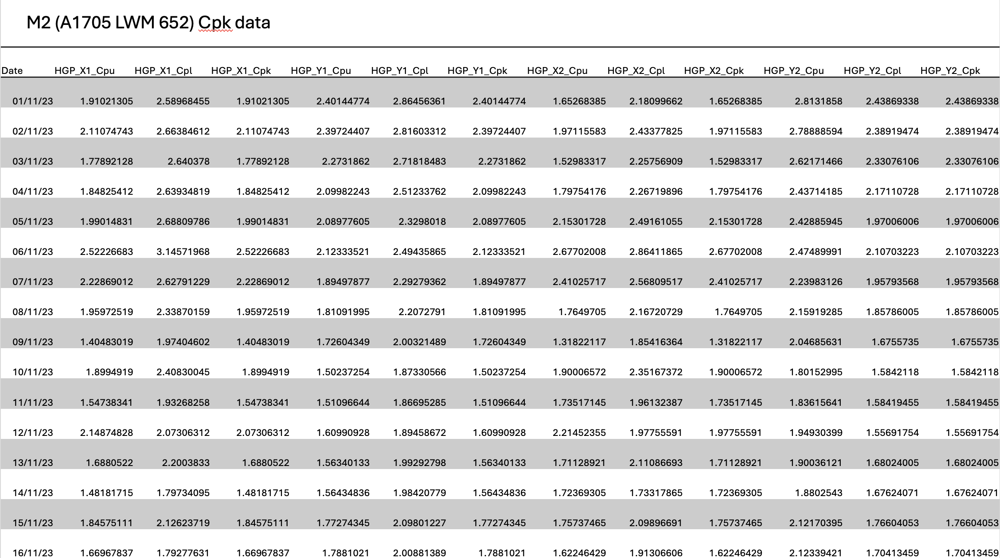 M2 (A1705 LWM 652) Cpk data
Date HGP_X1_Cpu HGP_X1_Cpl HGP_X1_Cpk HGP_Y1_Cpu HGP_Y1_Cpl HGP_Y1_Cpk HGP_X2_Cpu HGP_X2_Cpl HGP_X2_Cpk HGP_Y2_Cpu HGP_Y2_Cpl HGP_Y2_Cpk
01/11/23 1.91021305 2.58968455 1.91021305 2.40144774 2.86456361 2.40144774 1.65268385 2.18099662 1.65268385 2.8131858 2.43869338 2.43869338
02/11/23 2.11074743 2.66384612 2.11074743 2.39724407 2.81603312 2.39724407 1.97115583 2.43377825 1.97115583 2.78888594 2.38919474 2.38919474
03/11/23 1.77892128 2.640378 1.77892128 2.2731862 2.71818483 2.2731862 1.52983317 2.25756909 1.52983317 2.62171466 2.33076106 2.33076106
04/11/23 1.84825412 2.63934819 1.84825412 2.09982243 2.51233762 2.09982243 1.79754176 2.26719896 1.79754176 2.43714185 2.17110728 2.17110728
05/11/23 1.99014831 2.68809786 1.99014831 2.08977605 2.3298018 2.08977605 2.15301728 2.49161055 2.15301728 2.42885945 1.97006006 1.97006006
06/11/23 2.52226683 3.14571968 2.52226683 2.12333521 2.49435865 2.12333521 2.67702008 2.86411865 2.67702008 2.47489991 2.10703223 2.10703223
07/11/23 2.22869012 2.62791229 2.22869012 1.89497877 2.29279362 1.89497877 2.41025717 2.56809517 2.41025717 2.23983126 1.95793568 1.95793568
08/11/23 1.95972519 2.33870159 1.95972519 1.81091995 2.2072791 1.81091995 1.7649705 2.16720729 1.7649705 2.15919285 1.85786005 1.85786005
09/11/23 1.40483019 1.97404602 1.40483019 1.72604349 2.00321489 1.72604349 1.31822117 1.85416364 1.31822117 2.04685631 1.6755735 1.6755735
10/11/23 1.8994919 2.40830045 1.8994919 1.50237254 1.87330566 1.50237254 1.90006572 2.35167372 1.90006572 1.80152995 1.5842118 1.5842118
11/11/23 1.54738341 1.93268258 1.54738341 1.51096644 1.86695285 1.51096644 1.73517145 1.96132387 1.73517145 1.83615641 1.58419455 1.58419455
12/11/23 2.14874828 2.07306312 2.07306312 1.60990928 1.89458672 1.60990928 2.21452355 1.97755591 1.97755591 1.94930399 1.55691754 1.55691754
13/11/23 1.6880522 2.2003833 1.6880522 1.56340133 1.99292798 1.56340133 1.71128921 2.11086693 1.71128921 1.90036121 1.68024005 1.68024005
14/11/23 1.48181715 1.79734095 1.48181715 1.56434836 1.98420779 1.56434836 1.72369305 1.73317865 1.72369305 1.8802543 1.67624071 1.67624071
15/11/23 1.84575111 2.12623719 1.84575111 1.77274345 2.09801227 1.77274345 1.75737465 2.09896691 1.75737465 2.12170395 1.76604053 1.76604053
16/11/23 1.66967837 1.79277631 1.66967837 1.7881021 2.00881389 1.7881021 1.62246429 1.91306606 1.62246429 2.12339421 1.70413459 1.70413459